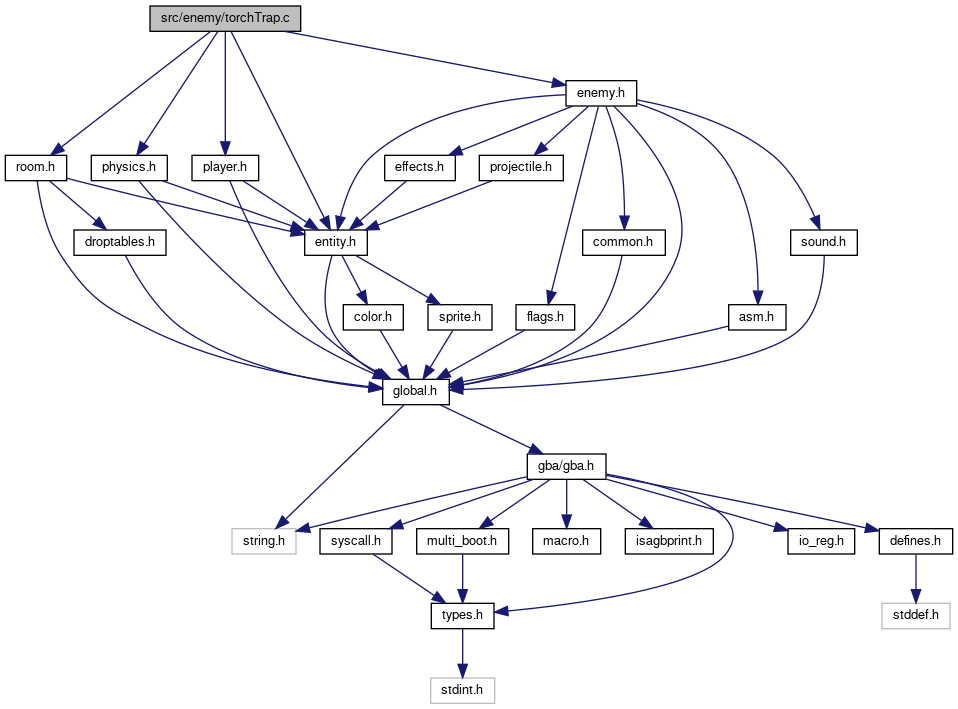 src/enemy/torchTrap.c
enemy.h
room.h
physics.h
player.h
effects.h
projectile.h
droptables.h
entity.h
common.h
sound.h
color.h
sprite.h
flags.h
asm.h
global.h
gba/gba.h
string.h
syscall.h
multi_boot.h
macro.h
isagbprint.h
io_reg.h
defines.h
types.h
stddef.h
stdint.h